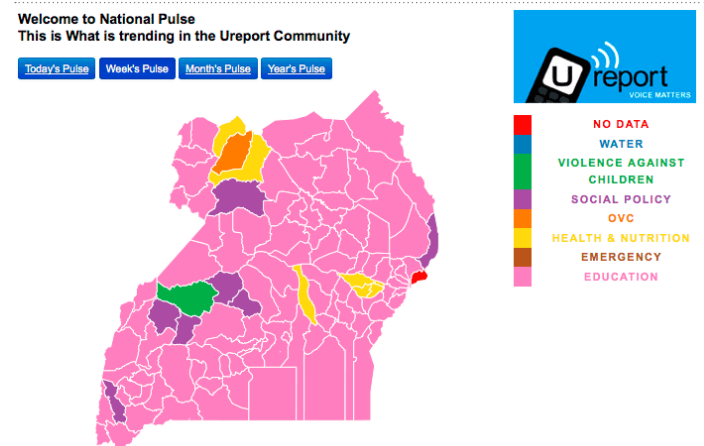 Welcome to National Pulse
This is What is trending in the Ureport Community
Today's Pulse Week's Pulse Month's Pulse Year's Pulse
U report
VOICE MATTERS
NO DATA
WATER
VIOLENCE AGAINST
CHILDREN
SOCIAL POLICY
OVC
HEALTH & NUTRITION
EMERGENCY
EDUCATION